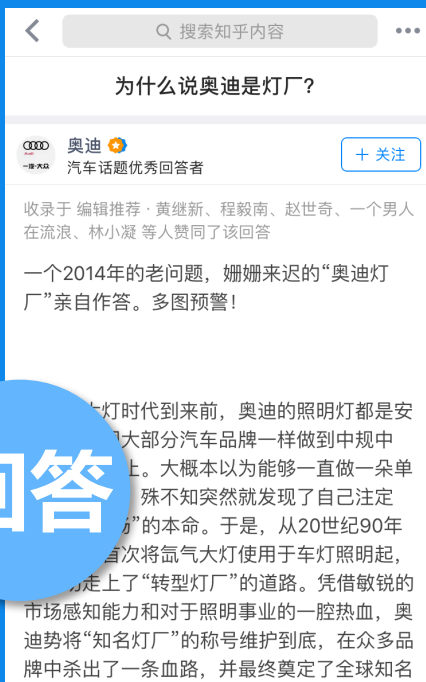 搜索知乎内容
为什么说奥迪是灯厂?
Audi
一汽-大众
奥迪
汽车话题优秀回答者
+ 关注
收录于 编辑推荐 · 黄继新、程毅南、赵世奇、一个男人
在流浪、林小凝 等人赞同了该回答
一个2014年的老问题，姗姗来迟的“奥迪灯
厂”亲自作答。多图预警！
灯时代到来前，奥迪的照明灯都是安
大部分汽车品牌一样做到中规中
止。大概本以为能够一直做一朵单
殊不知突然就发现了自己注定
”的本命。于是，从20世纪90年
首次将氙气大灯使用于车灯照明起，
走上了“转型灯厂”的道路。凭借敏锐的
市场感知能力和对于照明事业的一腔热血，奥
迪势将“知名灯厂”的称号维护到底，在众多品
牌中杀出了一条血路，并最终奠定了全球知名
回答